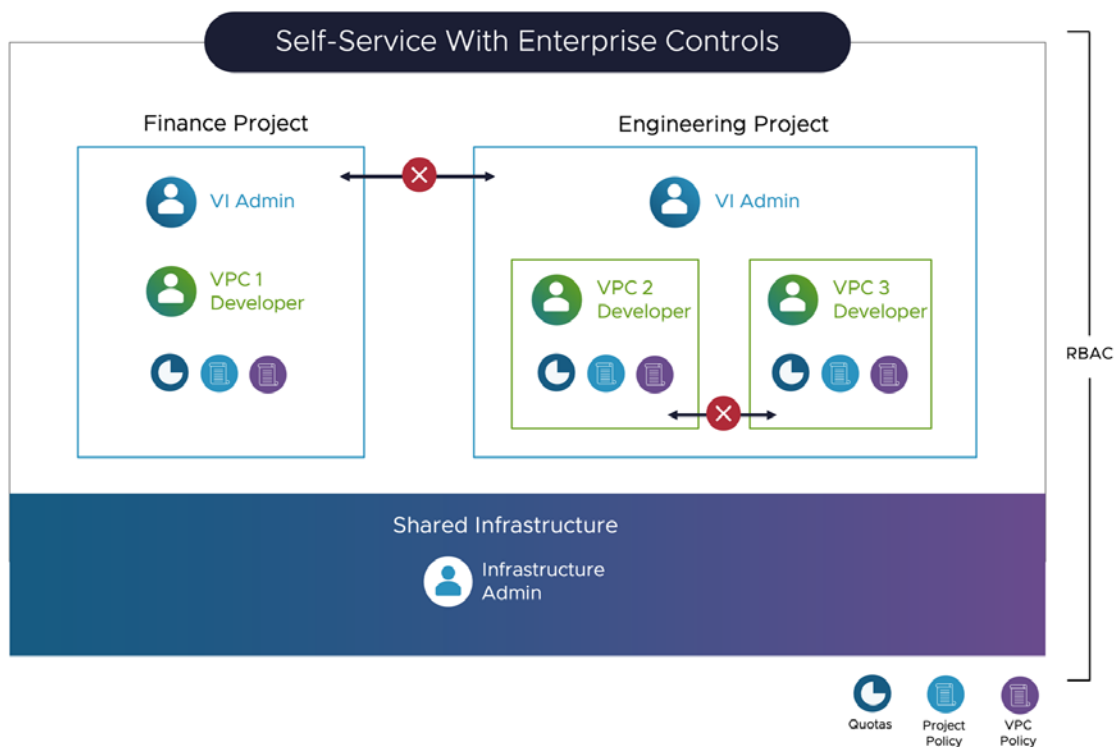 Self-Service With Enterprise Controls
Finance Project
Engineering Project
VI Admin
VI Admin
VPC 1
Developer
VPC 2
Developer
VPC 3
Developer
RBAC
Shared Infrastructure
Infrastructure
Admin
Quotas
Project
Policy
VPC
Policy